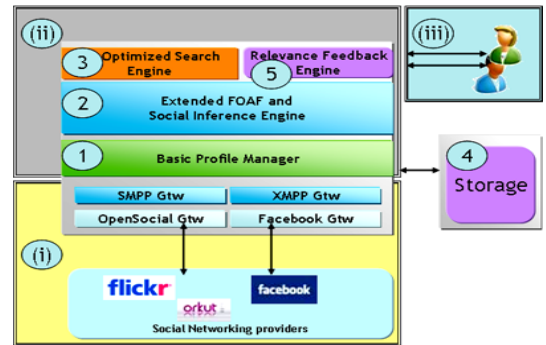 (ii)
(iii)
3 Optimized Search Engine
5 Relevance Feedback Engine
2 Extended FOAF and
Social Inference Engine
1 Basic Profile Manager
4
Storage
SMPP Gtw
XMPP Gtw
OpenSocial Gtw
Facebook Gtw
(i)
flickr
facebook
orkut
Social Networking providers